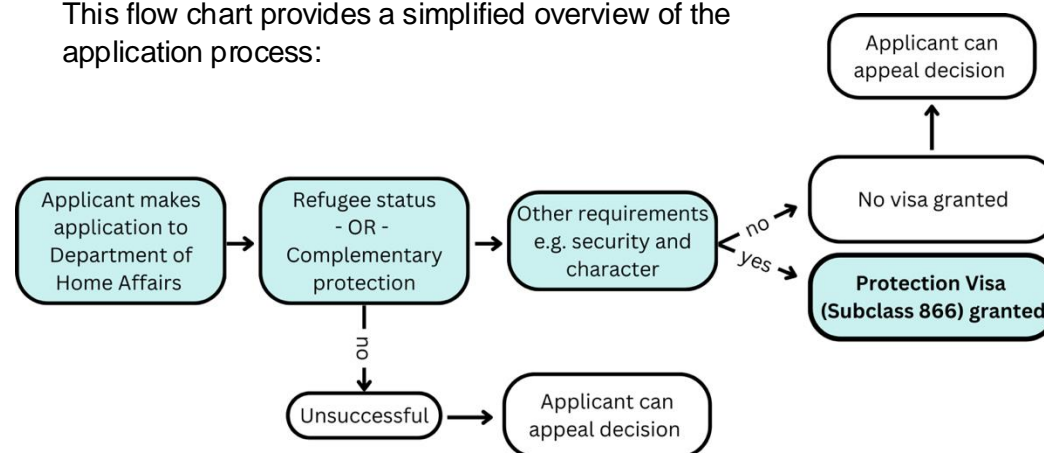 This flow chart provides a simplified overview of the
application process:
Applicant can
appeal decision
Applicant makes
application to
Department of
Home Affairs
Refugee status
- OR -
Complementary
protection
Other requirements
e.g. security and
character
no
No visa granted
yes
Protection Visa
(Subclass 866) granted
no
Unsuccessful
Applicant can
appeal decision